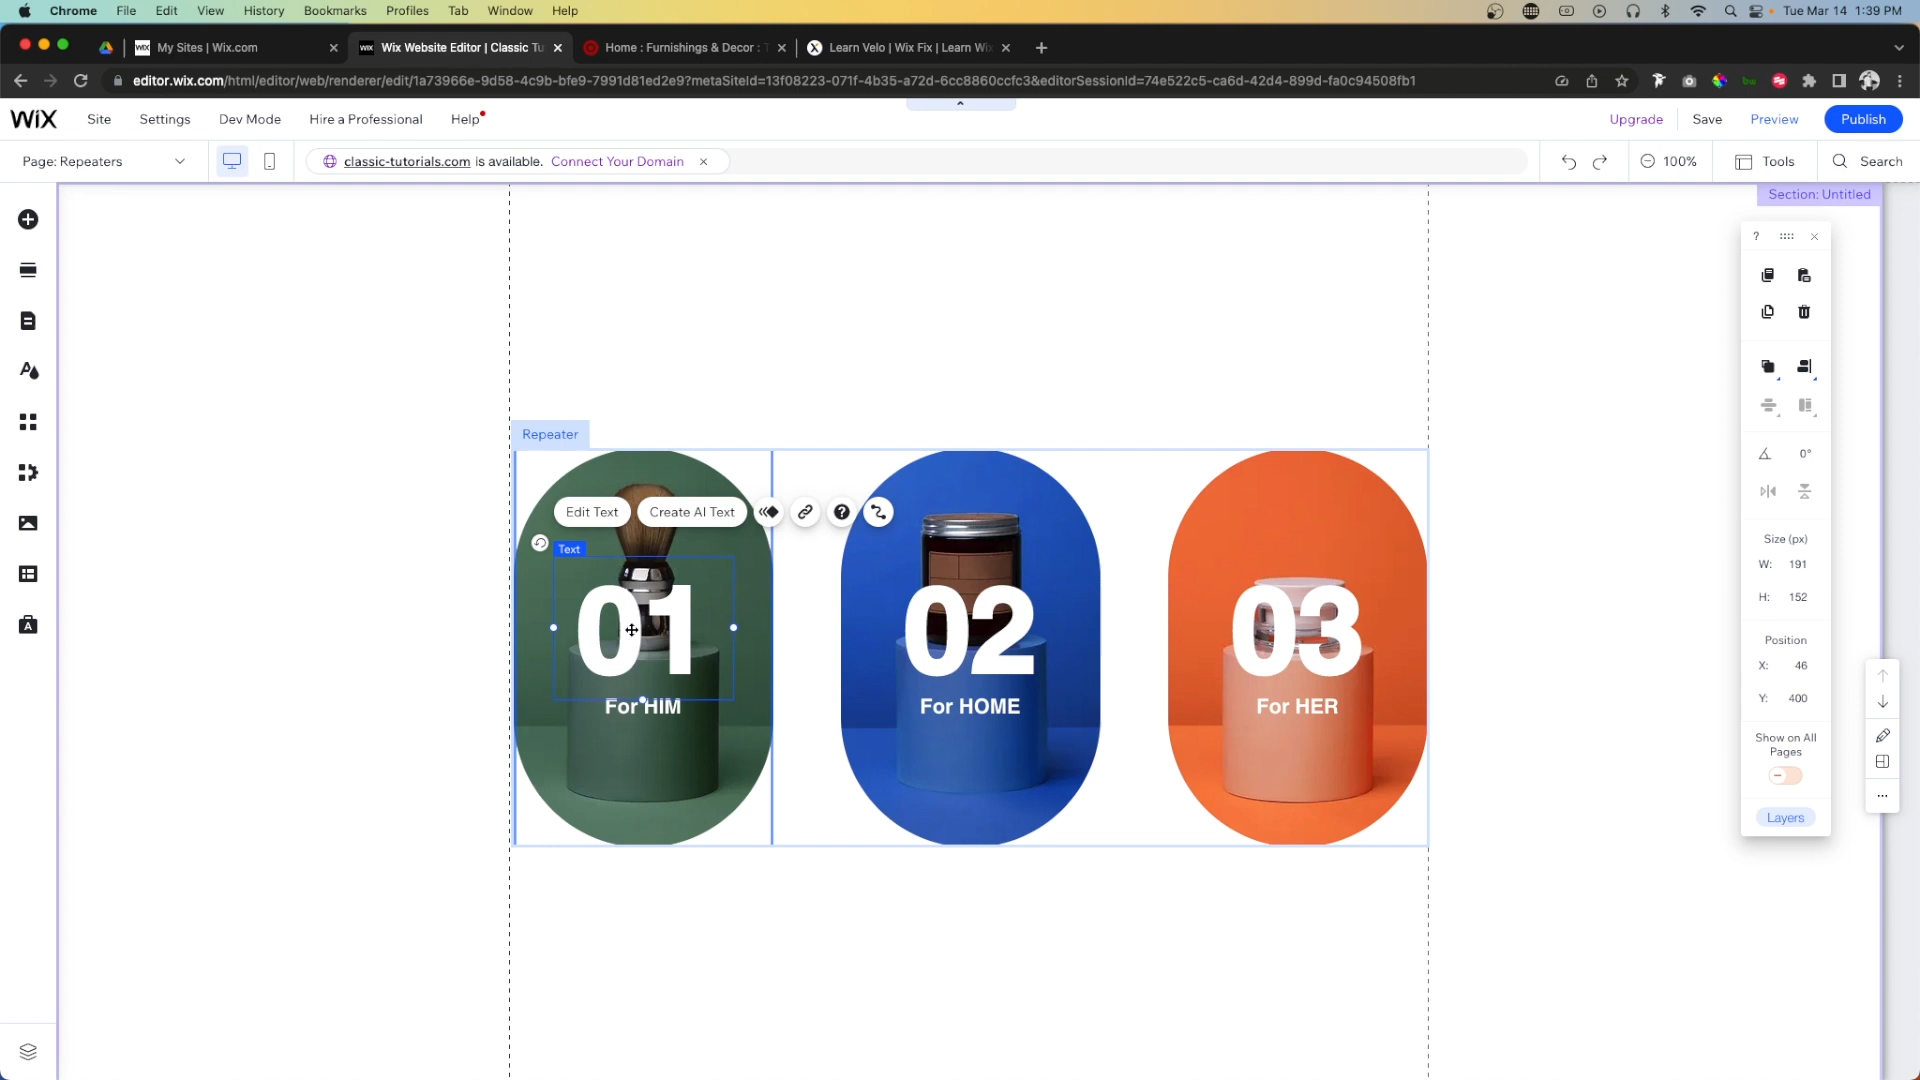 Chrome File Edit View History Bookmarks Profiles Tab Window Help Tue Mar 14 1:39 PM
WiX My Sites | Wix.com WiX Wix Website Editor | Classic Tu Home : Furnishings & Decor : T Learn Velo | Wix Fix | Learn Wix
editor.wix.com/html/editor/web/renderer/edit/1a73966e-9d58-4c9b-bfe9-7991d81ed2e9?metaSiteId=13f08223-071f-4b35-a72d-6cc8860ccfc3&editorSessionId=74e522c5-ca6d-42d4-899d-fa0c94508fb1
WiX Site Settings Dev Mode Hire a Professional Help Upgrade Save Preview Publish
Page: Repeaters classic-tutorials.com is available. Connect Your Domain 100% Tools Search
Section: Untitled
Repeater
Edit Text Create AI Text
Text
01 02 03
For HIM For HOME For HER
0°
Size (px)
W: 191
H: 152
Position
X: 46
Y: 400
Show on All
Pages
Layers